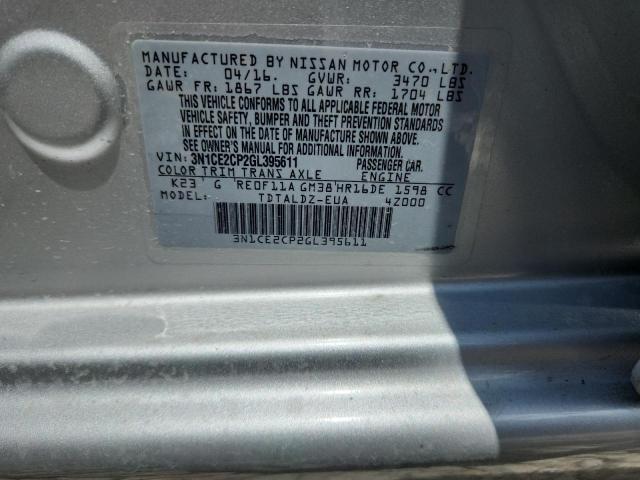 MANUFACTURED BY NISSAN MOTOR CO., LTD.
DATE: 04/16. GVWR: 3470 LBS
GAWR FR: 1867 LBS GAWR RR: 1704 LBS
THIS VEHICLE CONFORMS TO ALL APPLICABLE FEDERAL MOTOR
VEHICLE SAFETY, BUMPER AND THEFT PREVENTION STANDARDS
IN EFFECT ON THE DATE OF MANUFACTURE SHOWN ABOVE.
SEE OWNER'S MANUAL FOR ADDITIONAL INFORMATION.
VIN: 3N1CE2CP2GL395611 PASSENGER CAR.
COLOR TRIM TRANS AXLE ENGINE
K23 G RE0F11A GM38 HR16DE 1598 CC
MODEL: TDTALDZ-EUA 4Z000
3N1CE2CP2GL395611